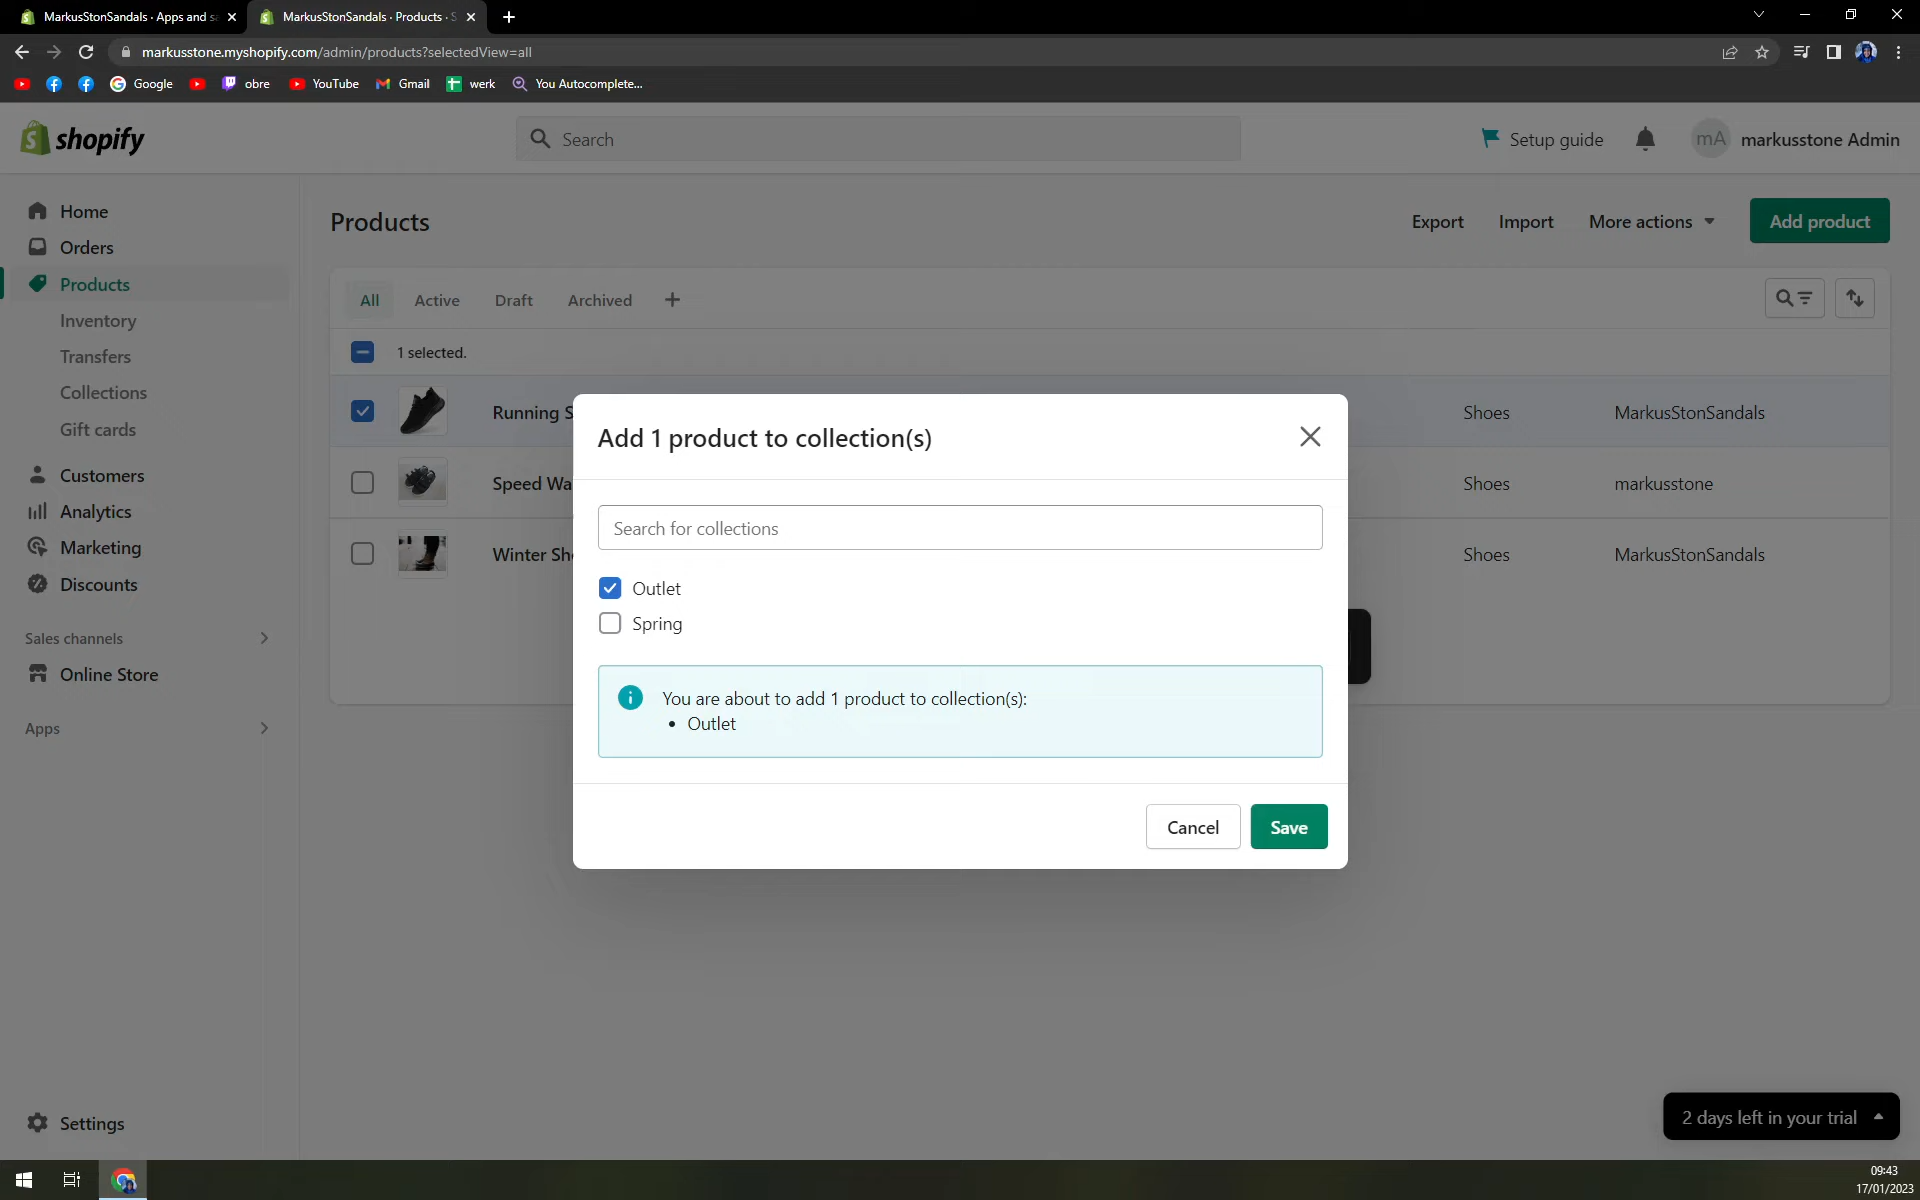 MarkusStonSandals · Apps and sa
MarkusStonSandals · Products · S
markusstone.myshopify.com/admin/products?selectedView=all
Google
obre
YouTube
Gmail
werk
You Autocomplete...
shopify
Search
Setup guide
mA
markusstone Admin
Home
Orders
Products
Inventory
Transfers
Collections
Gift cards
Customers
Analytics
Marketing
Discounts
Sales channels
Online Store
Apps
Settings
Products
Export
Import
More actions
Add product
All
Active
Draft
Archived
1 selected.
Running S
Shoes
MarkusStonSandals
Speed Wa
Shoes
markusstone
Winter Sh
Shoes
MarkusStonSandals
Add 1 product to collection(s)
Search for collections
Outlet
Spring
You are about to add 1 product to collection(s):
• Outlet
Cancel
Save
2 days left in your trial
09:43
17/01/2023